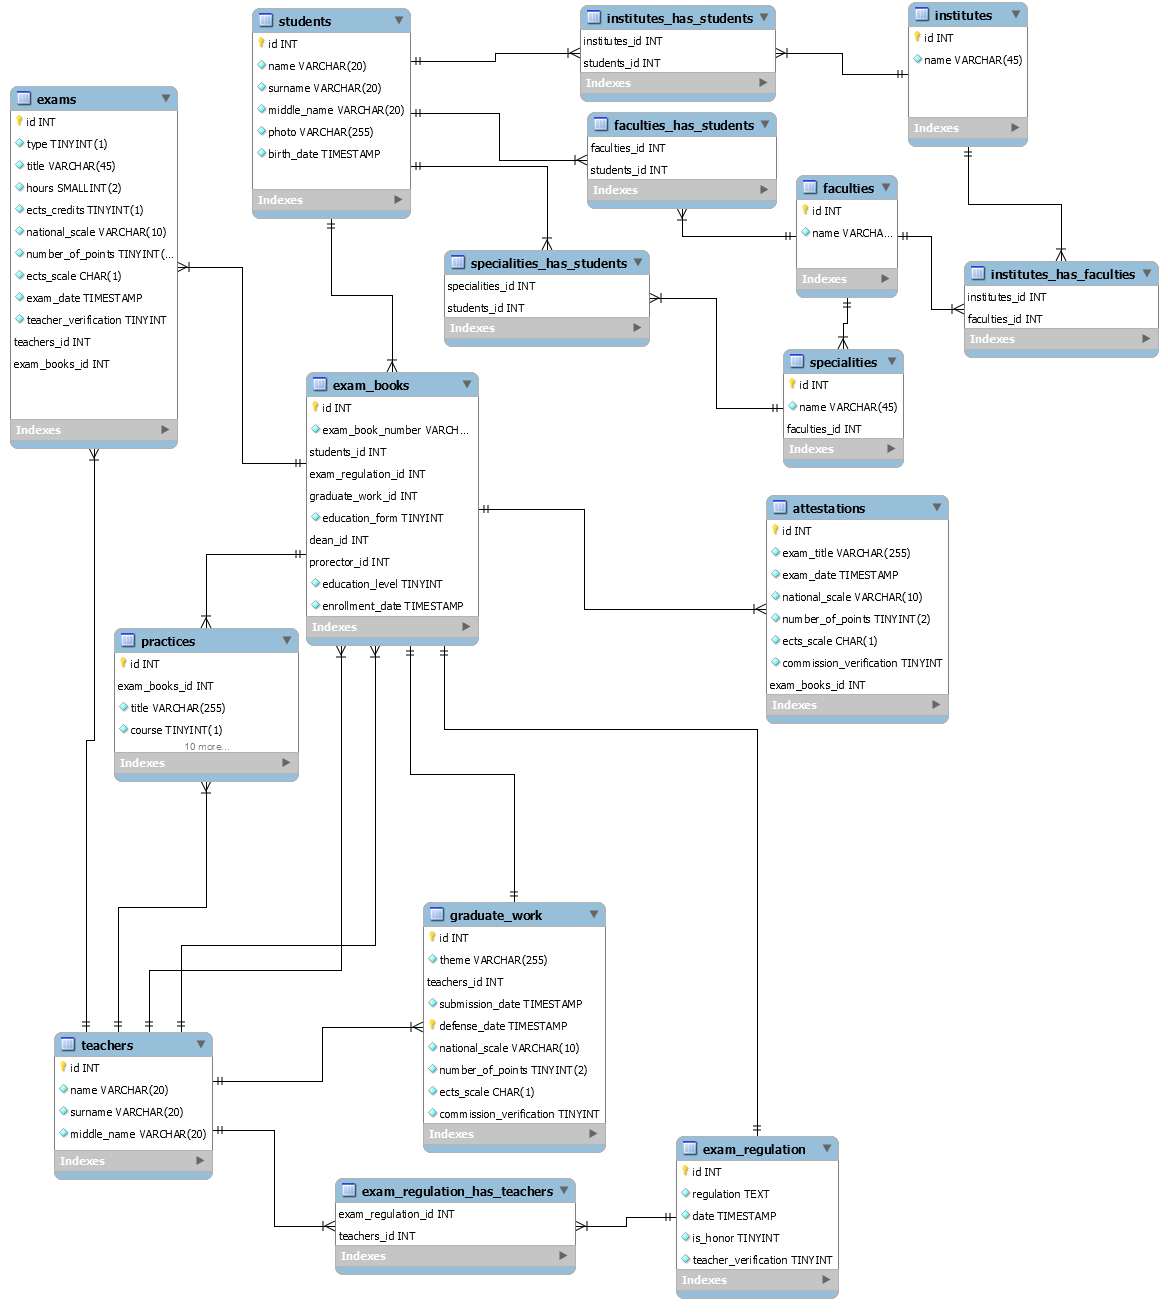 students
id INT
name VARCHAR(20)
surname VARCHAR(20)
middle_name VARCHAR(20)
photo VARCHAR(255)
birth_date TIMESTAMP
Indexes
institutes_has_students
institutes_id INT
students_id INT
Indexes
institutes
id INT
name VARCHAR(45)
Indexes
exams
id INT
type TINYINT(1)
title VARCHAR(45)
hours SMALLINT(2)
ects_credits TINYINT(1)
national_scale VARCHAR(10)
number_of_points TINYINT(...
ects_scale CHAR(1)
exam_date TIMESTAMP
teacher_verification TINYINT
teachers_id INT
exam_books_id INT
Indexes
faculties_has_students
faculties_id INT
students_id INT
Indexes
faculties
id INT
name VARCHA...
Indexes
specialities_has_students
specialities_id INT
students_id INT
Indexes
institutes_has_faculties
institutes_id INT
faculties_id INT
Indexes
specialities
id INT
name VARCHAR(45)
faculties_id INT
Indexes
exam_books
id INT
exam_book_number VARCH...
students_id INT
exam_regulation_id INT
graduate_work_id INT
education_form TINYINT
dean_id INT
prorector_id INT
education_level TINYINT
enrollment_date TIMESTAMP
Indexes
attestations
id INT
exam_title VARCHAR(255)
exam_date TIMESTAMP
national_scale VARCHAR(10)
number_of_points TINYINT(2)
ects_scale CHAR(1)
commission_verification TINYINT
exam_books_id INT
Indexes
practices
id INT
exam_books_id INT
title VARCHAR(255)
course TINYINT(1)
10 more...
Indexes
graduate_work
id INT
theme VARCHAR(255)
teachers_id INT
submission_date TIMESTAMP
defense_date TIMESTAMP
national_scale VARCHAR(10)
number_of_points TINYINT(2)
ects_scale CHAR(1)
commission_verification TINYINT
Indexes
teachers
id INT
name VARCHAR(20)
surname VARCHAR(20)
middle_name VARCHAR(20)
Indexes
exam_regulation
id INT
regulation TEXT
date TIMESTAMP
is_honor TINYINT
teacher_verification TINYINT
Indexes
exam_regulation_has_teachers
exam_regulation_id INT
teachers_id INT
Indexes